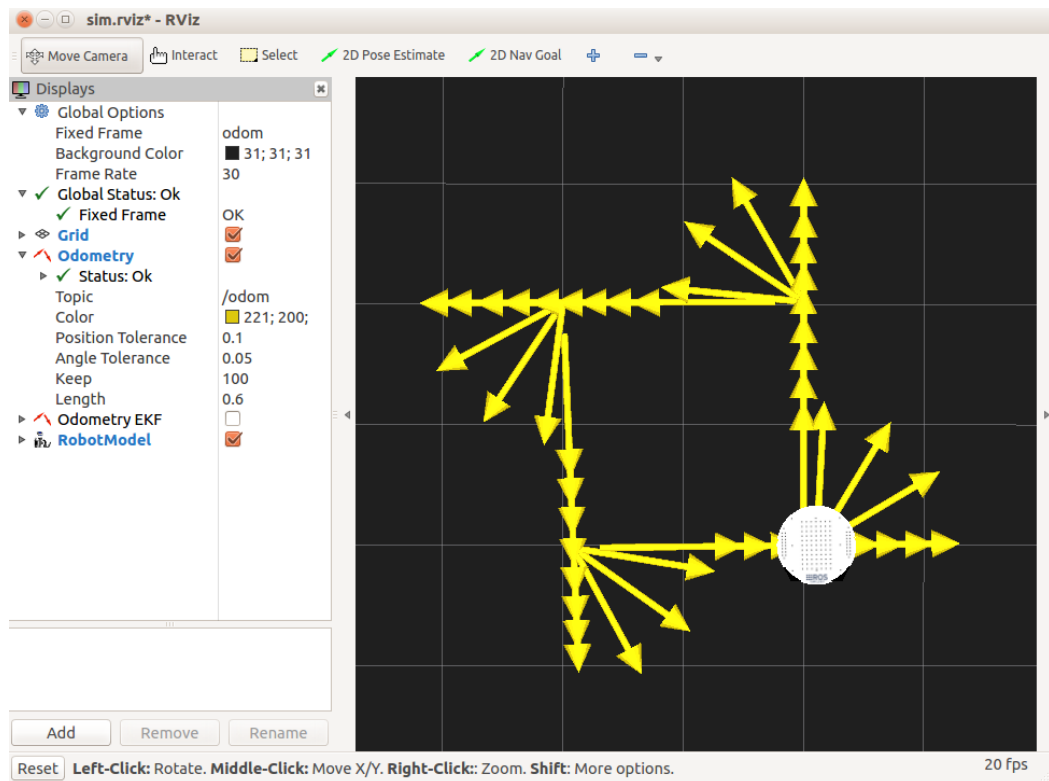 sim.rviz* - RViz
Move Camera Interact Select 2D Pose Estimate 2D Nav Goal
Displays
Global Options
Fixed Frame odom
Background Color 31; 31; 31
Frame Rate 30
Global Status: Ok
Fixed Frame OK
Grid
Odometry
Status: Ok
Topic /odom
Color 221; 200;
Position Tolerance 0.1
Angle Tolerance 0.05
Keep 100
Length 0.6
Odometry EKF
RobotModel
Add Remove Rename
Reset Left-Click: Rotate. Middle-Click: Move X/Y. Right-Click:: Zoom. Shift: More options. 20 fps
ROS